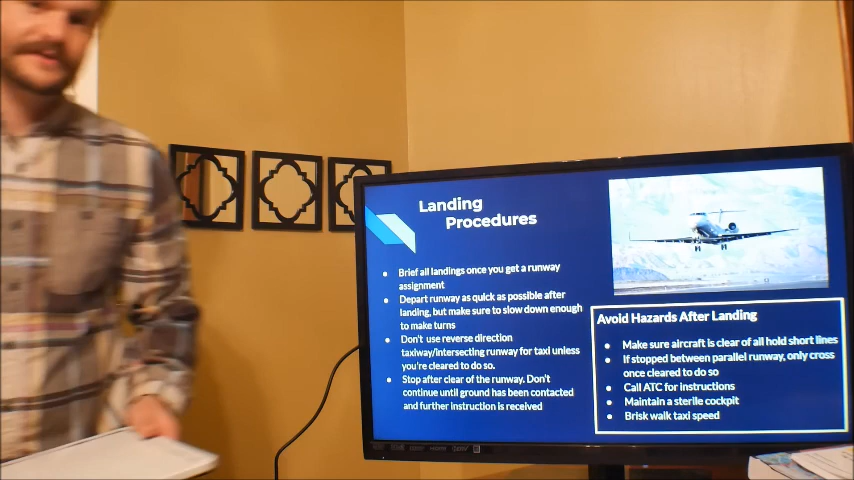 Landing
Procedures
Brief all landings once you get a runway
assignment
Depart runway as quick as possible after
landing, but make sure to slow down enough
to make turns
Don't use reverse direction
taxiway/intersecting runway for taxi unless
you're cleared to do so.
Stop after clear of the runway. Don't
continue until ground has been contacted
and further instruction is received
Avoid Hazards After Landing
Make sure aircraft is clear of all hold short lines
If stopped between parallel runway, only cross
once cleared to do so
Call ATC for instructions
Maintain a sterile cockpit
Brisk walk taxi speed